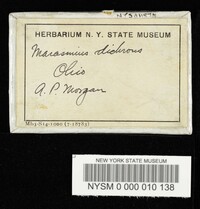 HERBARIUM N. Y. STATE MUSEUM
Marasmius dichrous
Ohio
A. P. Morgan
NEW YORK STATE MUSEUM
NYSM 0 000 010 138